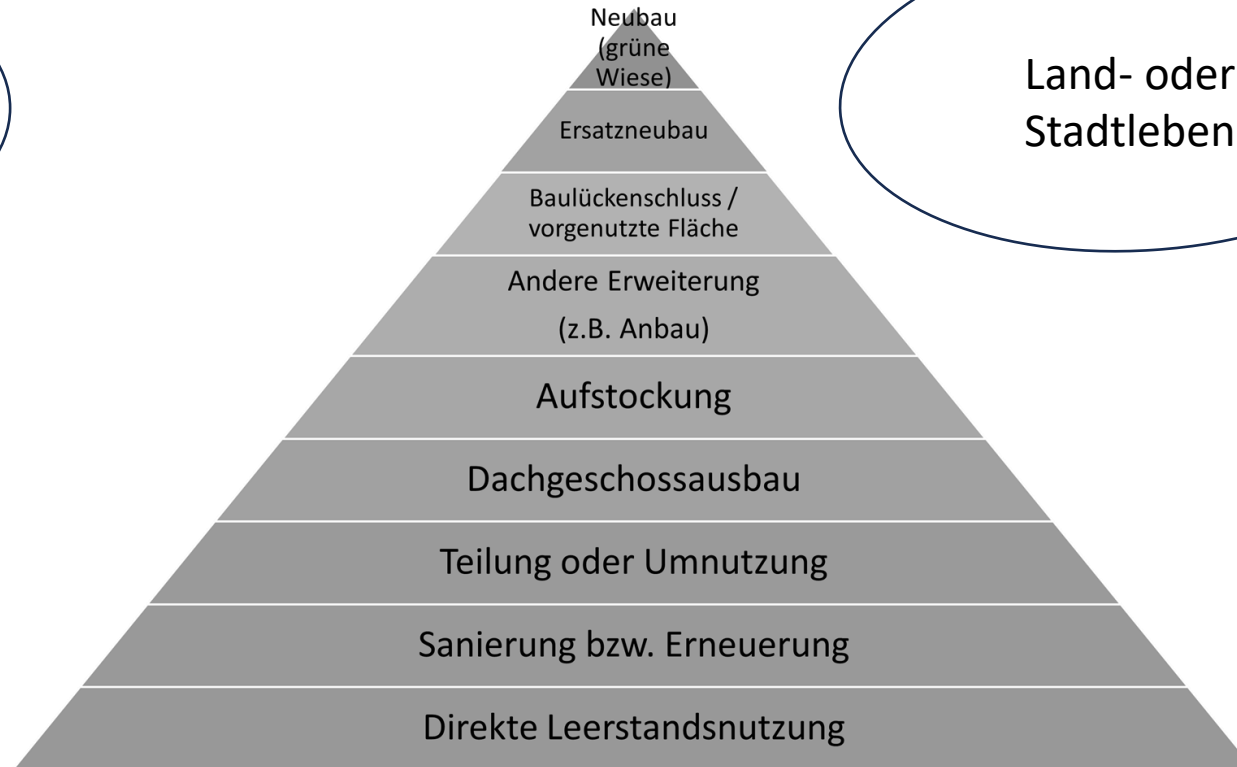 Neubau
(grüne
Wiese)
Land- oder
Stadtleben
Ersatzneubau
Baulückenschluss /
vorgenutzte Fläche
Andere Erweiterung
(z.B. Anbau)
Aufstockung
Dachgeschossausbau
Teilung oder Umnutzung
Sanierung bzw. Erneuerung
Direkte Leerstandsnutzung